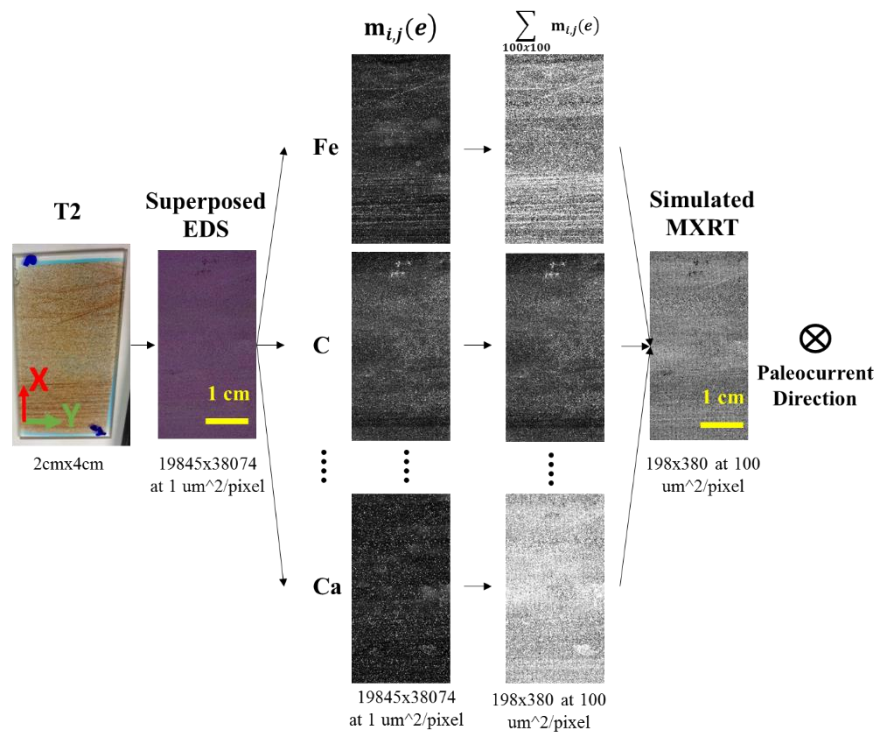 m_{i,j}(e)
∑_{100x100} m_{i,j}(e)
Fe
T2
Superposed
EDS
Simulated
MXRT
X
Y
1 cm
C
1 cm
⊗
Paleocurrent
Direction
2cmx4cm
19845x38074
at 1 um^2/pixel
198x380 at 100
um^2/pixel
Ca
19845x38074
at 1 um^2/pixel
198x380 at 100
um^2/pixel